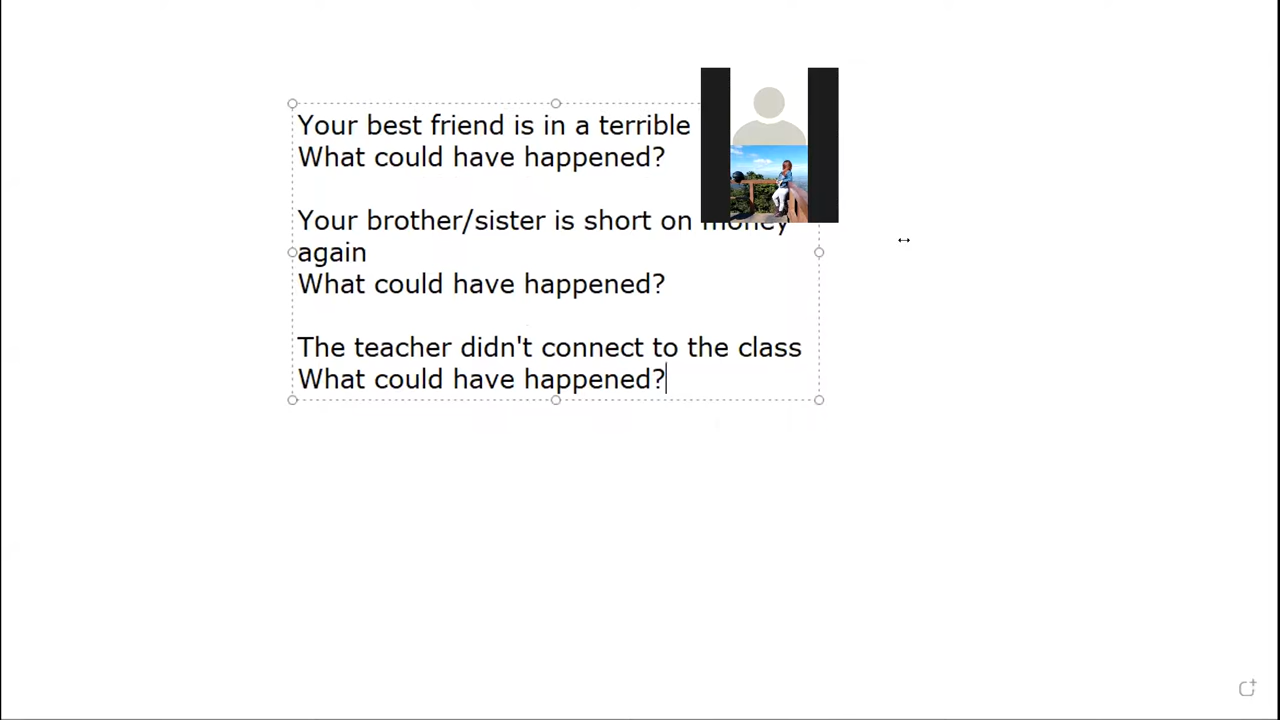 Your best friend is in a terrible
What could have happened?
Your brother/sister is short on money
again
What could have happened?
The teacher didn't connect to the class
What could have happened?